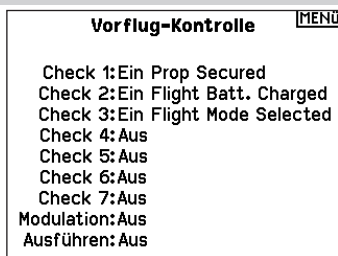 Vorflug-Kontrolle
MENÜ
Check 1:Ein Prop Secured
Check 2:Ein Flight Batt. Charged
Check 3:Ein Flight Mode Selected
Check 4:Aus
Check 5:Aus
Check 6:Aus
Check 7:Aus
Modulation:Aus
Ausführen:Aus